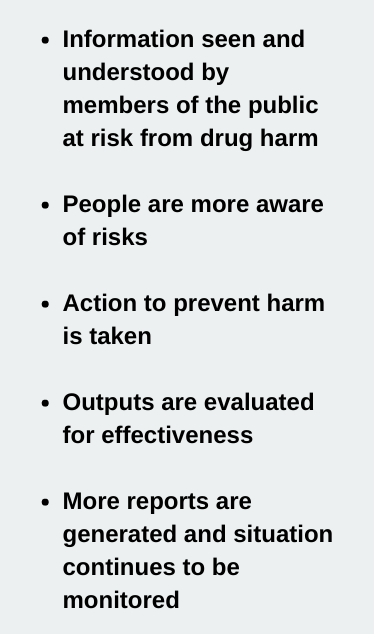 • Information seen and
understood by
members of the public
at risk from drug harm
• People are more aware
of risks
• Action to prevent harm
is taken
• Outputs are evaluated
for effectiveness
• More reports are
generated and situation
continues to be
monitored